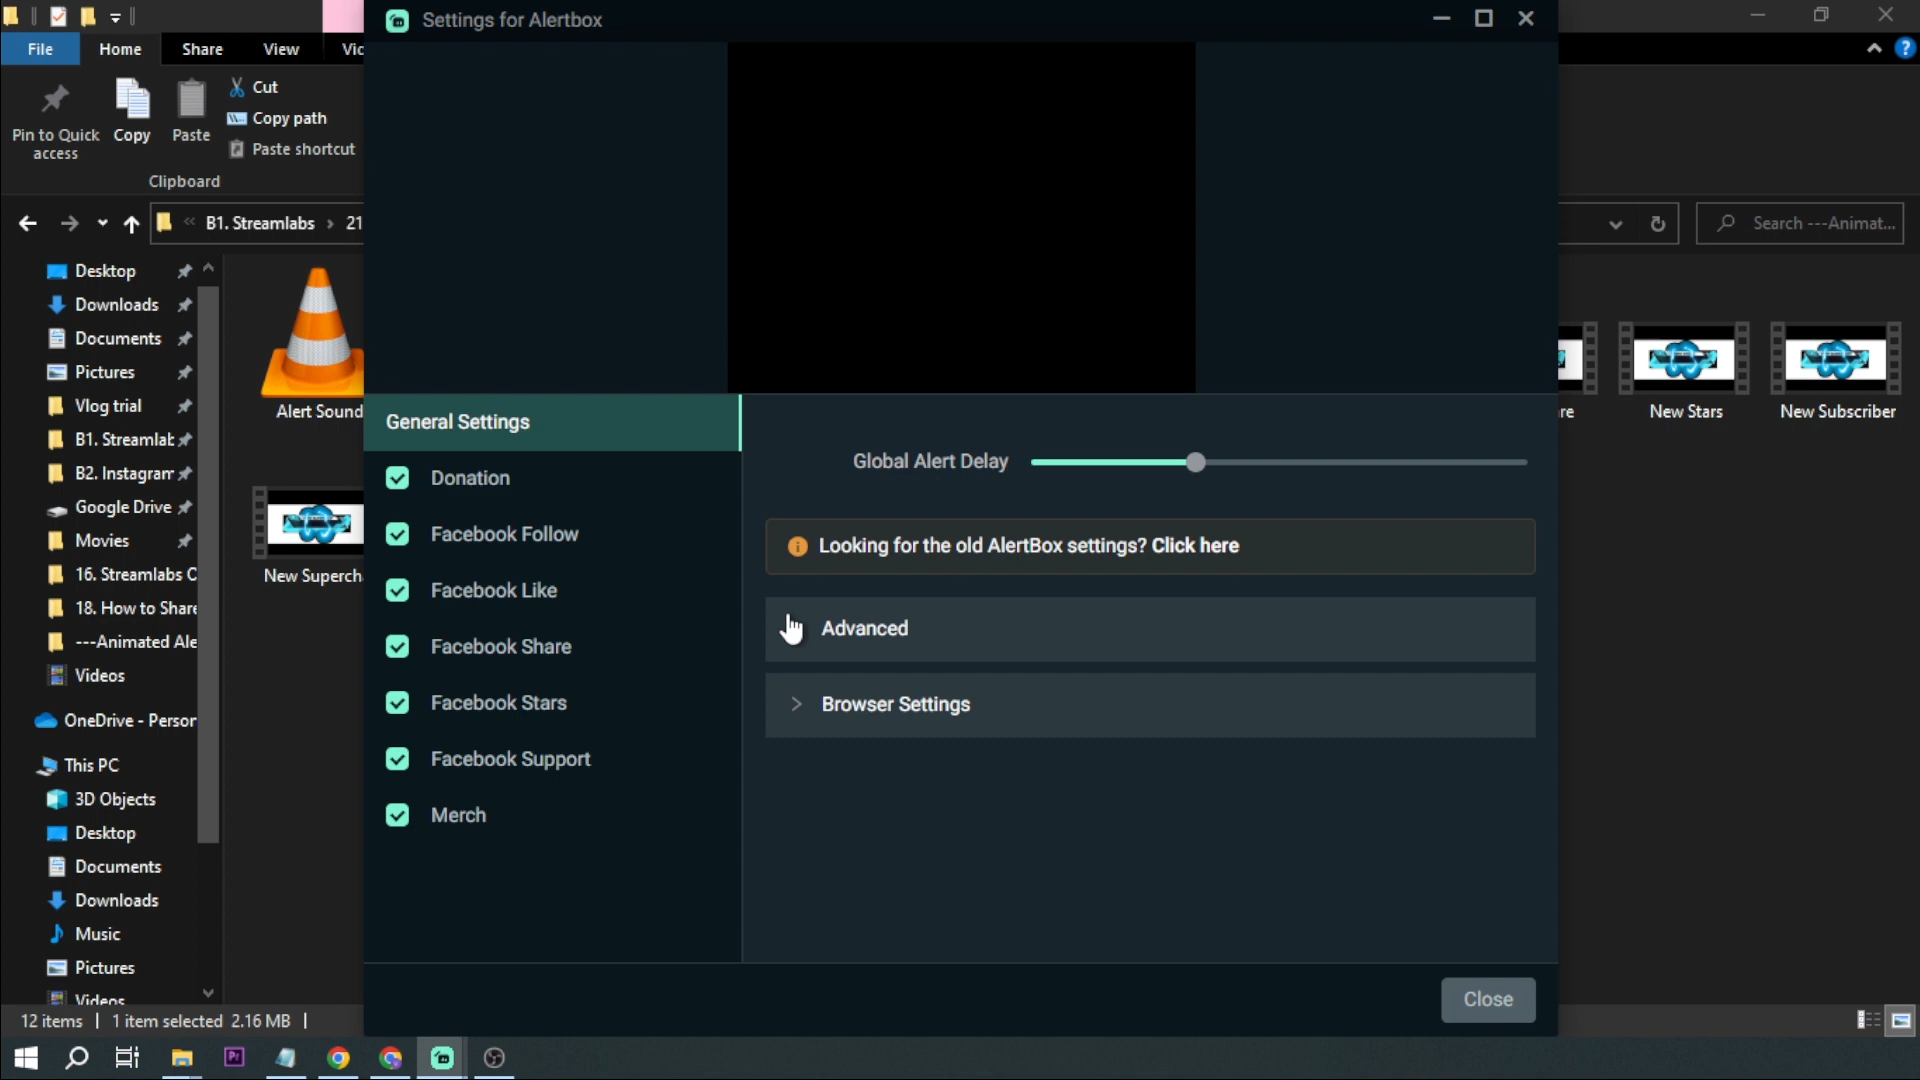 Settings for Alertbox
File
Home
Share
View
Vic
Pin to Quick
access
Copy
Paste
Cut
Copy path
Paste shortcut
Clipboard
« B1. Streamlabs › 21
Search ---Animat...
Desktop
Downloads
Documents
Pictures
Vlog trial
B1. Streamlab
B2. Instagram
Google Drive
Movies
16. Streamlabs O
18. How to Share
---Animated Ale
Videos
OneDrive - Person
This PC
3D Objects
Desktop
Documents
Downloads
Music
Pictures
Videos
Alert Sound
New Supercha
re
New Stars
New Subscriber
General Settings
Donation
Facebook Follow
Facebook Like
Facebook Share
Facebook Stars
Facebook Support
Merch
Global Alert Delay
Looking for the old AlertBox settings? Click here
Advanced
Browser Settings
Close
12 items
1 item selected 2.16 MB
Pr